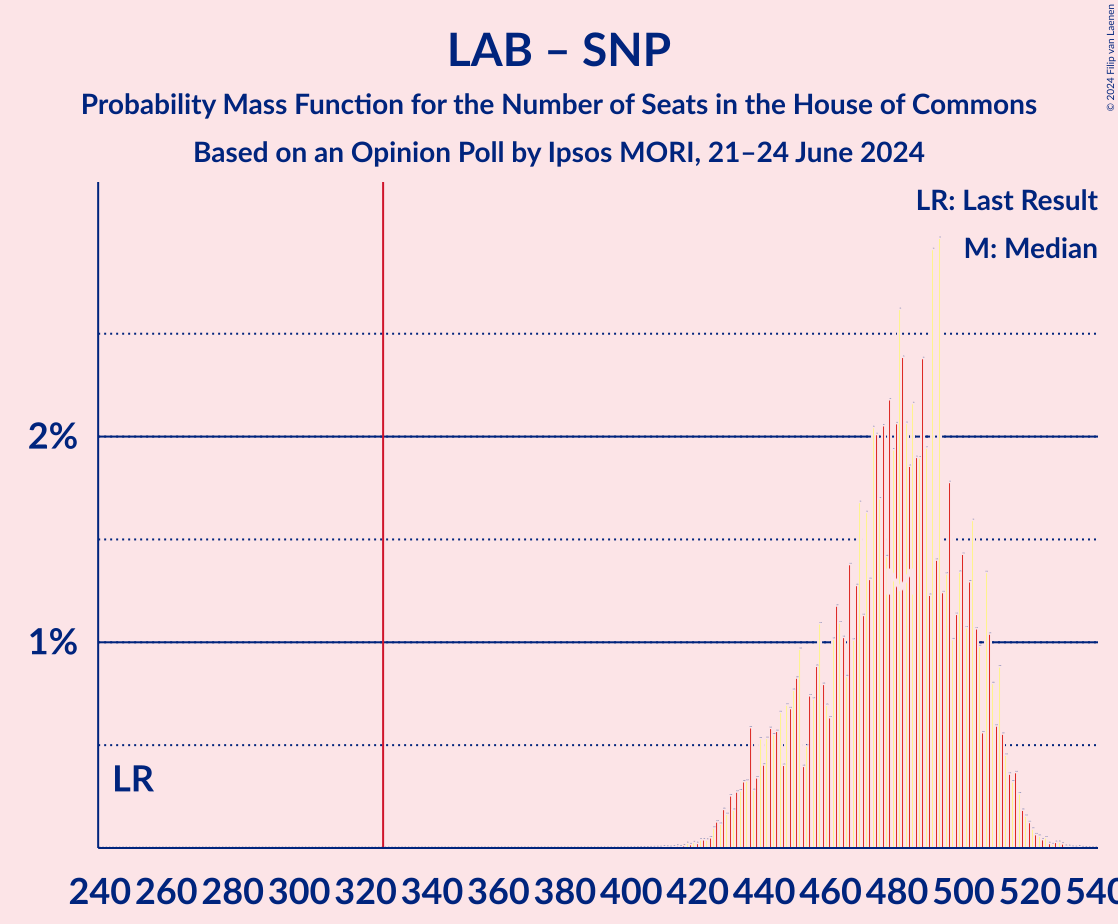 LAB – SNP
Probability Mass Function for the Number of Seats in the House of Commons
Based on an Opinion Poll by Ipsos MORI, 21–24 June 2024
© 2024 Filip van Laenen
LR: Last Result
M: Median
2%
1%
LR
240 260 280 300 320 340 360 380 400 420 440 460 480 500 520 540